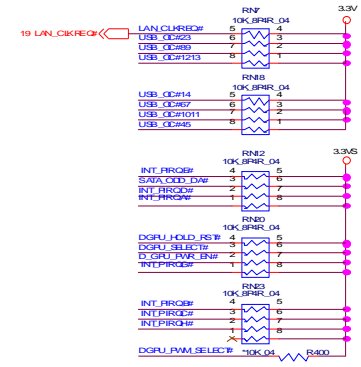 RN7
3.3V
10K_8P4R_04
19 LAN_CLKREQ#
LAN_CLKREQ# 5 4
USB_OC#23 6 3
USB_OC#89 7 2
USB_OC#1213 8 1
RN18
10K_8P4R_04
USB_OC#14 5 4
USB_OC#67 6 3
USB_OC#1011 7 2
USB_OC#45 8 1
RN12
3.3VS
10K_8P4R_04
INT_PIRQE# 4 5
SATA_ODD_DA# 3 6
INT_PIRQD# 2 7
INT_PIRQA# 1 8
RN20
10K_8P4R_04
DGPU_HOLD_RST# 4 5
DGPU_SELECT# 3 6
D_GPU_PWR_EN# 2 7
INT_PIRQG# 1 8
RN23
10K_8P4R_04
INT_PIRQB# 4 5
INT_PIRQC# 3 6
INT_PIRQH# 2 7
1 8
DGPU_PWM_SELECT# *10K_04 R400